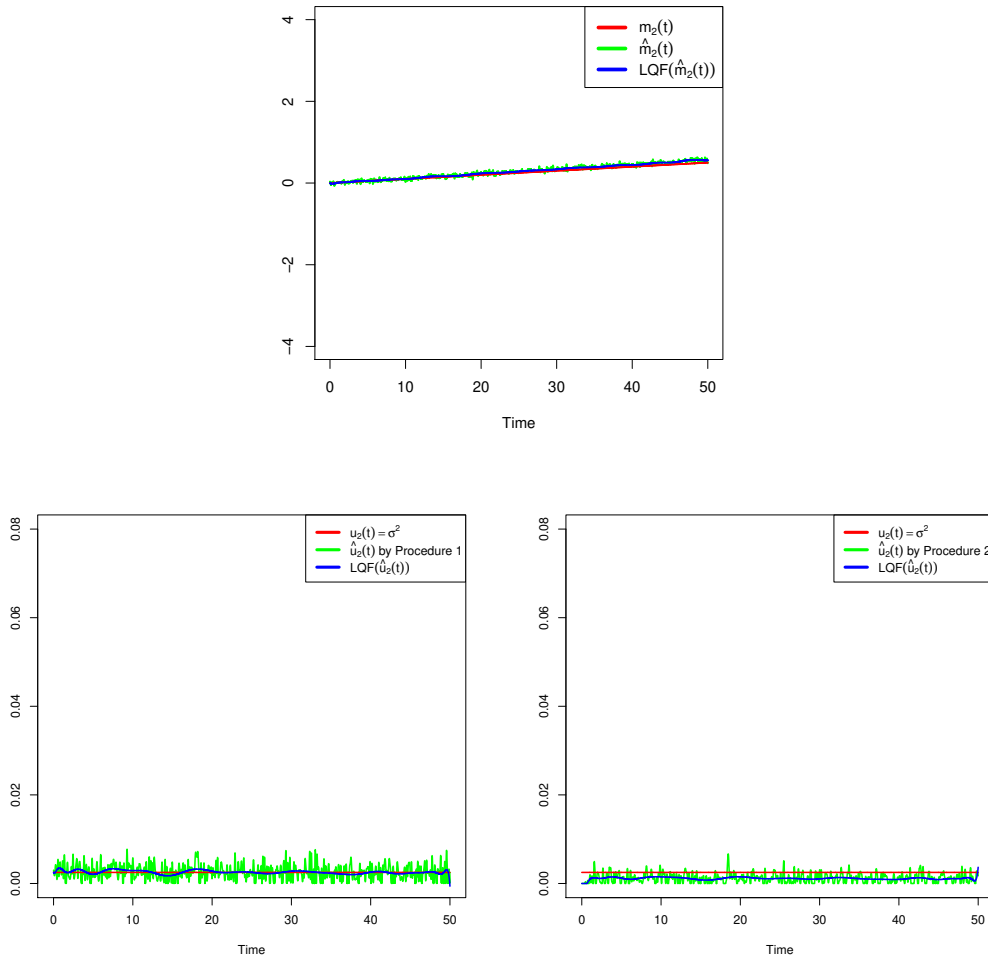 4
2
0
−2
−4
m₂(t)
m̂₂(t)
LQF(m̂₂(t))
0 10 20 30 40 50
Time
0.08
0.06
0.04
0.02
0.00
u₂(t) = σ²
û₂(t) by Procedure 1
LQF(û₂(t))
0 10 20 30 40 50
Time
0.08
0.06
0.04
0.02
0.00
u₂(t) = σ²
û₂(t) by Procedure 2
LQF(û₂(t))
0 10 20 30 40 50
Time